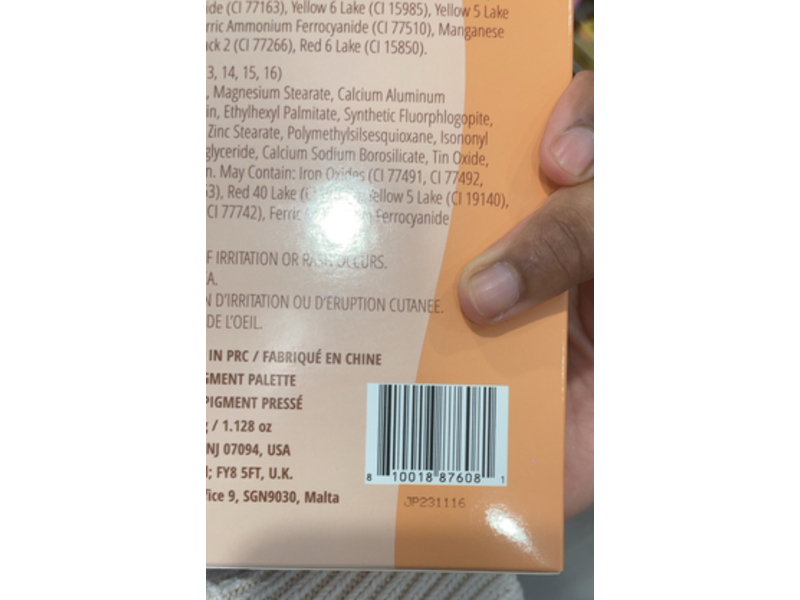 ide (CI 77163), Yellow 6 Lake (CI 15985), Yellow 5 Lake
rric Ammonium Ferrocyanide (CI 77510), Manganese
ck 2 (CI 77266), Red 6 Lake (CI 15850).
3, 14, 15, 16)
, Magnesium Stearate, Calcium Aluminum
in, Ethylhexyl Palmitate, Synthetic Fluorphlogopite,
Zinc Stearate, Polymethylsilsesquioxane, Isononyl
glyceride, Calcium Sodium Borosilicate, Tin Oxide,
n. May Contain: Iron Oxides (CI 77491, CI 77492,
3), Red 40 Lake ellow 5 Lake (CI 19140),
CI 77742), Ferric Ferrocyanide
F IRRITATION OR RASH OCCURS.
A.
N D'IRRITATION OU D'ERUPTION CUTANEE.
DE L'OEIL.
IN PRC / FABRIQUÉ EN CHINE
GMENT PALETTE
PIGMENT PRESSÉ
/ 1.128 oz
NJ 07094, USA
; FY8 5FT, U.K.
fice 9, SGN9030, Malta
8 10018 87608 1
JP231116